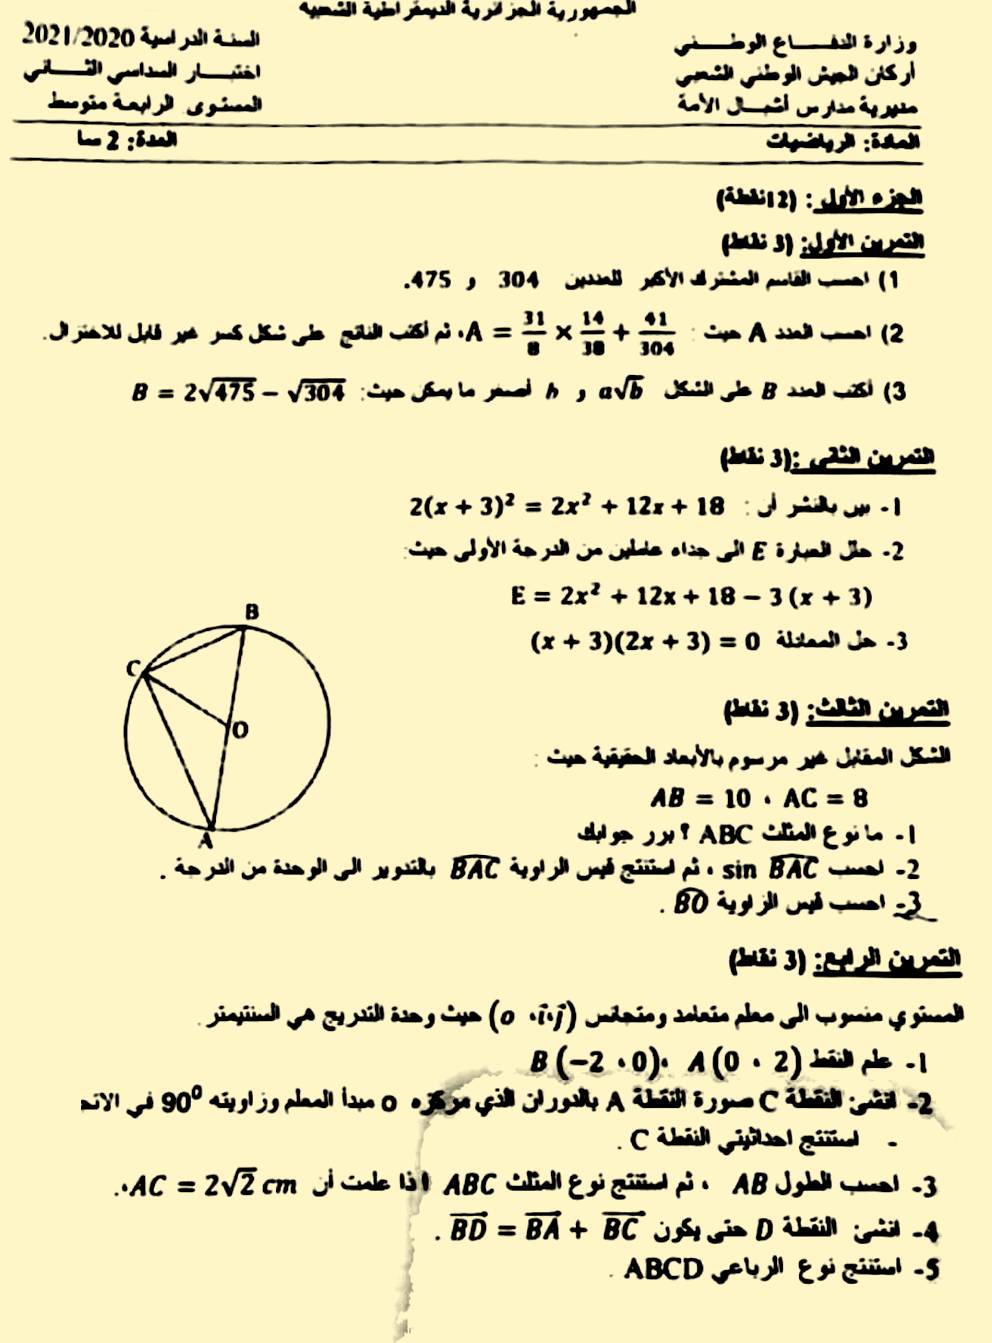 الجمهورية الجزائرية الديمقراطية الشعبية
وزارة الدفـــاع الوطـــني السنة الدراسية 2021/2020
أركان الجيش الوطني الشعبي اختبـــار السداسي الثـــاني
مديرية مدارس أشبـــال الأمة المستوى الرابعة متوسط
المادة: الرياضيات المدة: 2 سا
الجزء الأول : (12نقطة)
التمرين الأول: (3 نقاط)
1) احسب القاسم المشترك الأكبر للعددين 304 و 475.
2) احسب العدد A حيث : A = 31/8 × 14/38 + 41/304، ثم أكتب الناتج على شكل كسر غير قابل للاختزال.
3) أكتب العدد B على الشكل a√b و b أصغر ما يمكن حيث: B = 2√475 − √304
التمرين الثاني :(3 نقاط)
1- بين بالنشر أن : 2(x + 3)² = 2x² + 12x + 18
2- حلل العبارة E الى جداء عاملين من الدرجة الأولى حيث:
E = 2x² + 12x + 18 − 3 (x + 3)
3- حل المعادلة (x + 3)(2x + 3) = 0
B
C
O
A
التمرين الثالث: (3 نقاط)
الشكل المقابل غير مرسوم بالأبعاد الحقيقية حيث :
AB = 10 ، AC = 8
1- ما نوع المثلث ABC ؟ برر جوابك
2- احسب sin BAC ، ثم استنتج قيس الزاوية BAC بالتدوير الى الوحدة من الدرجة .
3- احسب قيس الزاوية BO .
التمرين الرابع: (3 نقاط)
المستوي منسوب الى معلم متعامد ومتجانس (o ،i⃗،j⃗) حيث وحدة التدريج هي السنتيمتر .
1- علم النقط A (0 ، 2) ، B (−2 ، 0)
2- انشئ النقطة C صورة النقطة A بالدوران الذي مركزه o مبدأ المعلم وزاويته 90⁰ في الاتج
- استنتج احداثيتي النقطة C .
3- احسب الطول AB ، ثم استنتج نوع المثلث ABC اذا علمت أن AC = 2√2 cm،.
4- انشئ النقطة D حتى يكون BD⃗ = BA⃗ + BC⃗ .
5- استنتج نوع الرباعي ABCD .